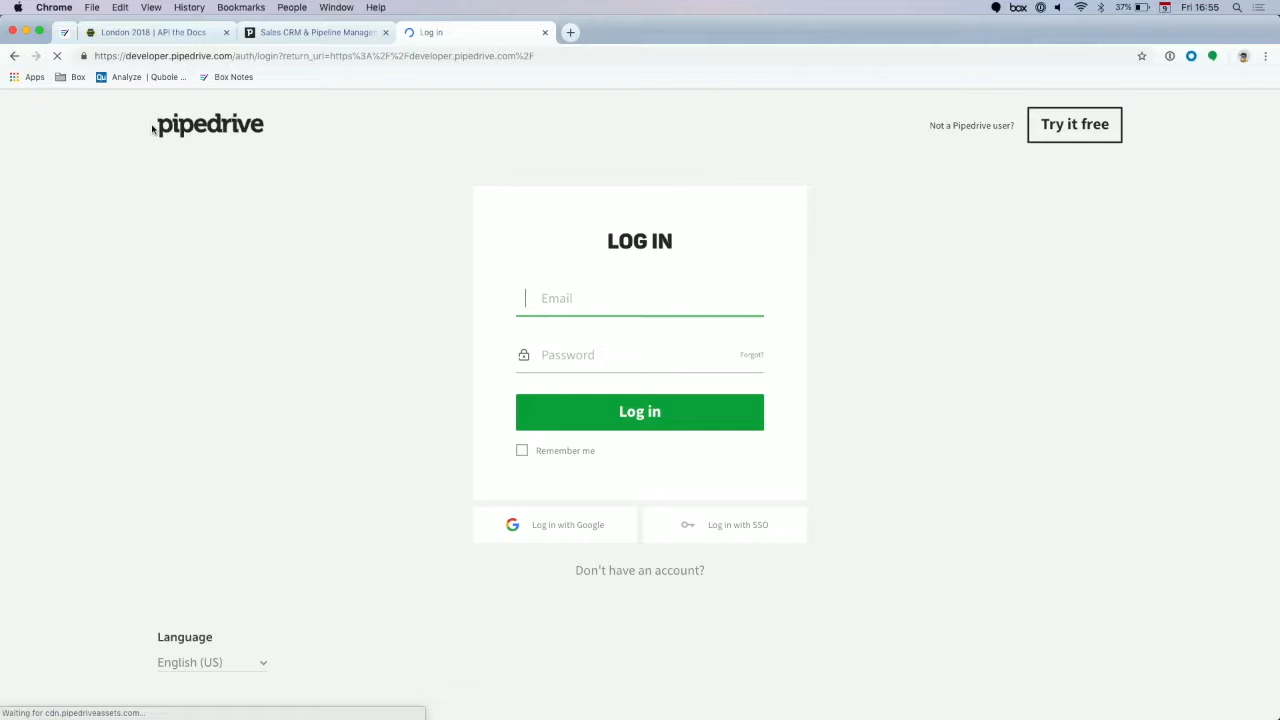 Chrome File Edit View History Bookmarks People Window Help
box 37% Fri 16:55
London 2018 | API the Docs
Sales CRM & Pipeline Manager
Log in
https://developer.pipedrive.com/auth/login?return_url=https%3A%2F%2Fdeveloper.pipedrive.com%2F
Apps Box Analyze | Qubole ... Box Notes
pipedrive
Not a Pipedrive user?
Try it free
LOG IN
Email
Password
Forgot?
Log in
Remember me
Log in with Google
Log in with SSO
Don't have an account?
Language
English (US)
Waiting for cdn.pipedriveassets.com...